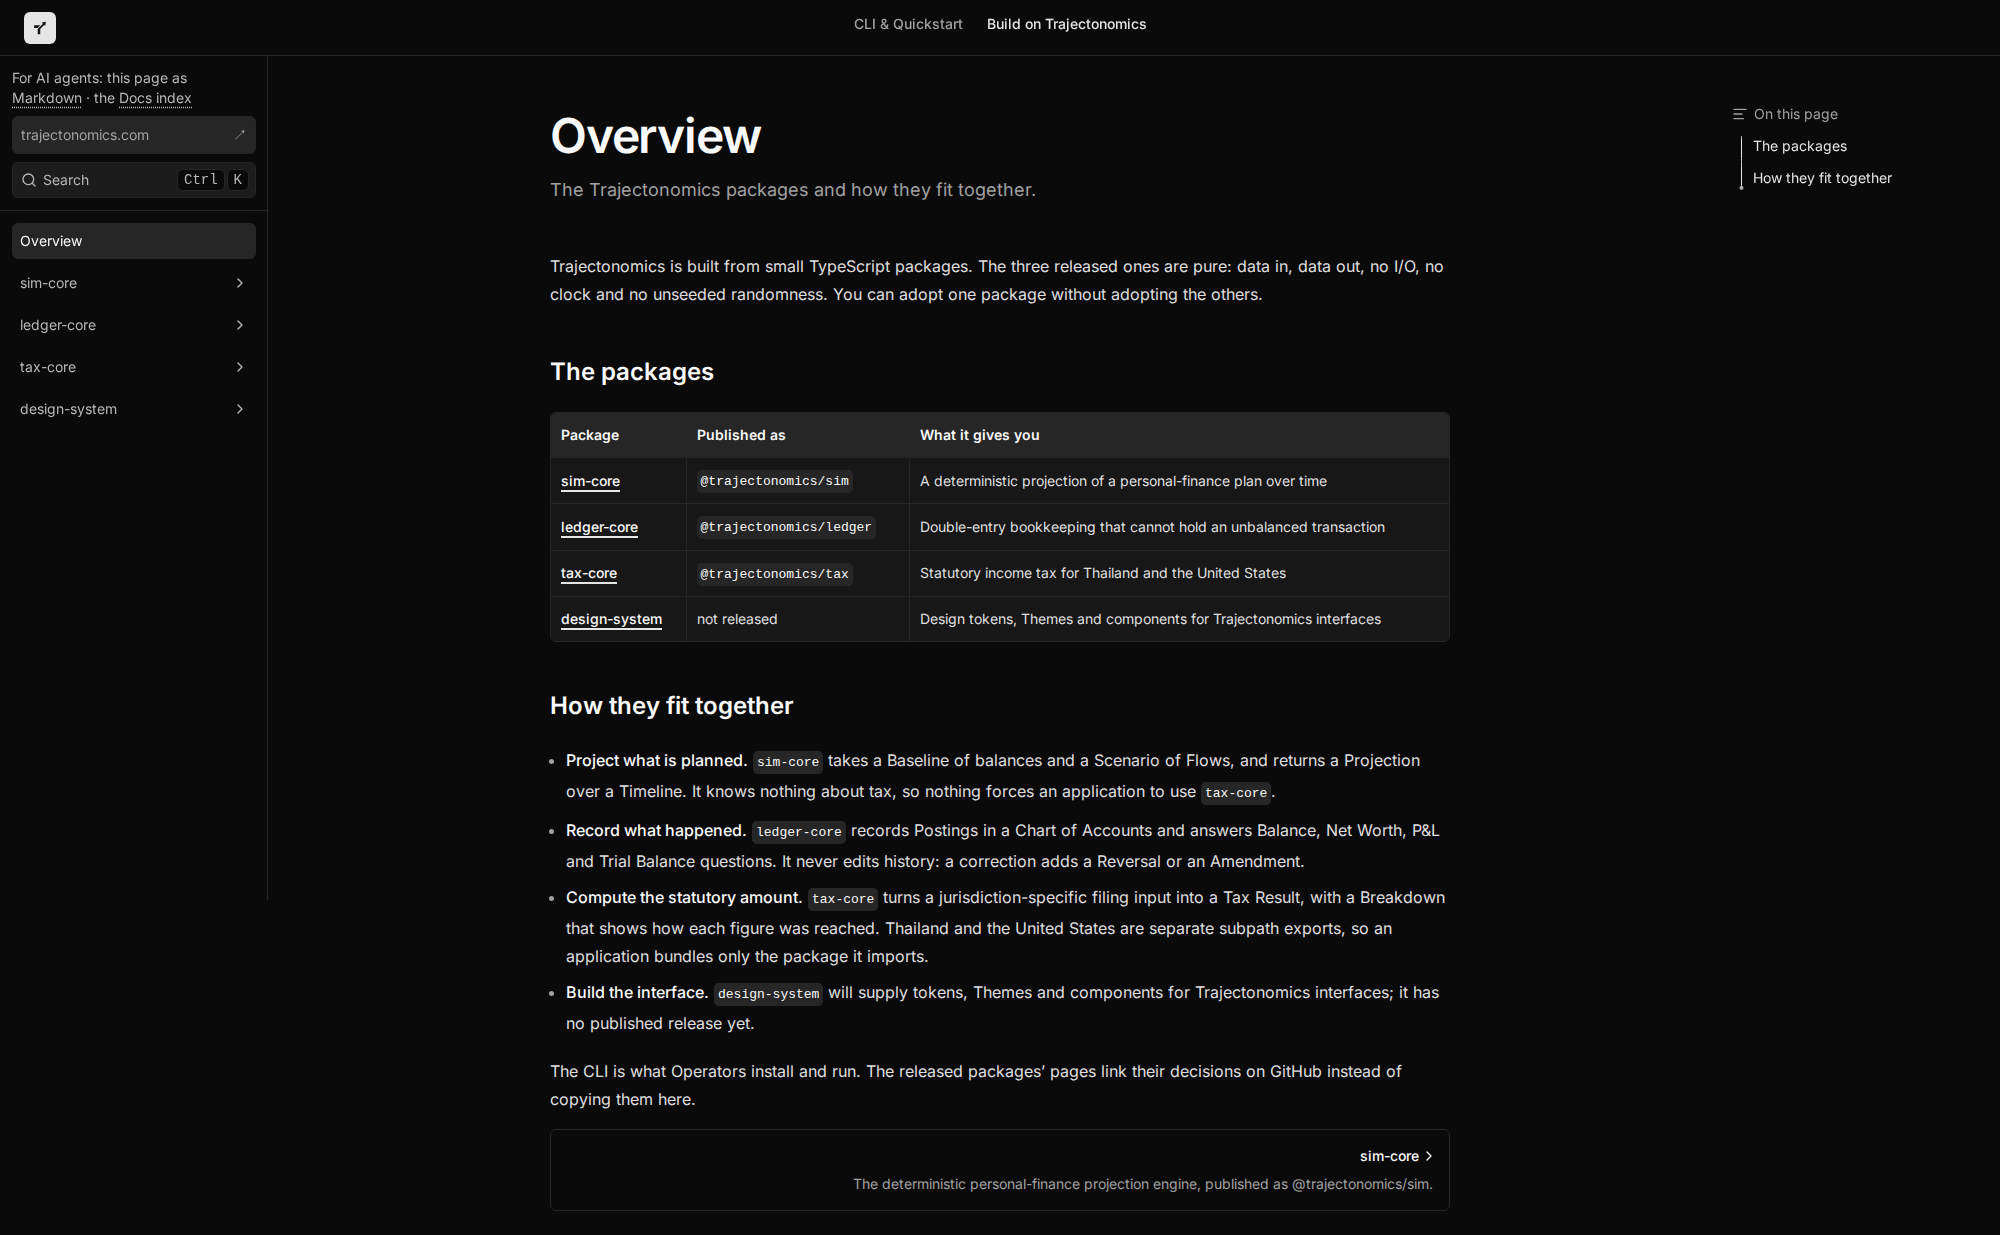 CLI & Quickstart
Build on Trajectonomics
For AI agents: this page as
Markdown · the Docs index
trajectonomics.com
Search
Ctrl K
Overview
sim-core
ledger-core
tax-core
design-system
Overview
The Trajectonomics packages and how they fit together.
Trajectonomics is built from small TypeScript packages. The three released ones are pure: data in, data out, no I/O, no
clock and no unseeded randomness. You can adopt one package without adopting the others.
The packages
Package Published as What it gives you
sim-core @trajectonomics/sim A deterministic projection of a personal-finance plan over time
ledger-core @trajectonomics/ledger Double-entry bookkeeping that cannot hold an unbalanced transaction
tax-core @trajectonomics/tax Statutory income tax for Thailand and the United States
design-system not released Design tokens, Themes and components for Trajectonomics interfaces
How they fit together
Project what is planned. sim-core takes a Baseline of balances and a Scenario of Flows, and returns a Projection
over a Timeline. It knows nothing about tax, so nothing forces an application to use tax-core.
Record what happened. ledger-core records Postings in a Chart of Accounts and answers Balance, Net Worth, P&L
and Trial Balance questions. It never edits history: a correction adds a Reversal or an Amendment.
Compute the statutory amount. tax-core turns a jurisdiction-specific filing input into a Tax Result, with a Breakdown
that shows how each figure was reached. Thailand and the United States are separate subpath exports, so an
application bundles only the package it imports.
Build the interface. design-system will supply tokens, Themes and components for Trajectonomics interfaces; it has
no published release yet.
The CLI is what Operators install and run. The released packages’ pages link their decisions on GitHub instead of
copying them here.
sim-core
The deterministic personal-finance projection engine, published as @trajectonomics/sim.
On this page
The packages
How they fit together